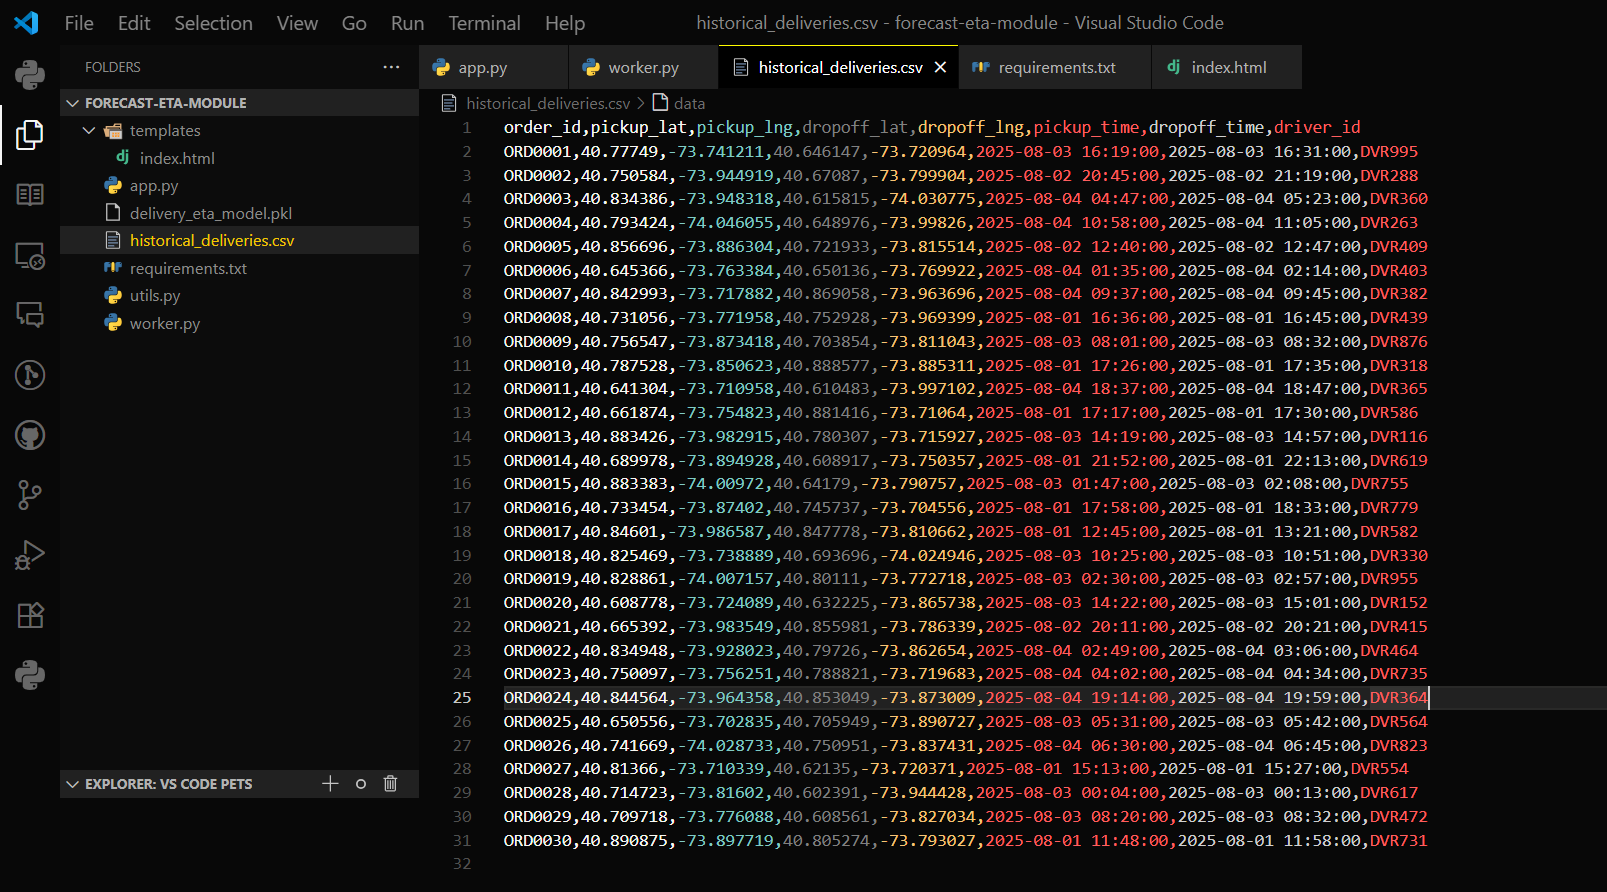 File Edit Selection View Go Run Terminal Help historical_deliveries.csv - forecast-eta-module - Visual Studio Code
FOLDERS ···
FORECAST-ETA-MODULE
templates
index.html
app.py
delivery_eta_model.pkl
historical_deliveries.csv
requirements.txt
utils.py
worker.py
EXPLORER: VS CODE PETS
app.py worker.py historical_deliveries.csv requirements.txt index.html
historical_deliveries.csv > data
1 order_id,pickup_lat,pickup_lng,dropoff_lat,dropoff_lng,pickup_time,dropoff_time,driver_id
2 ORD0001,40.77749,-73.741211,40.646147,-73.720964,2025-08-03 16:19:00,2025-08-03 16:31:00,DVR995
3 ORD0002,40.750584,-73.944919,40.67087,-73.799904,2025-08-02 20:45:00,2025-08-02 21:19:00,DVR288
4 ORD0003,40.834386,-73.948318,40.615815,-74.030775,2025-08-04 04:47:00,2025-08-04 05:23:00,DVR360
5 ORD0004,40.793424,-74.046055,40.648976,-73.99826,2025-08-04 10:58:00,2025-08-04 11:05:00,DVR263
6 ORD0005,40.856696,-73.886304,40.721933,-73.815514,2025-08-02 12:40:00,2025-08-02 12:47:00,DVR409
7 ORD0006,40.645366,-73.763384,40.650136,-73.769922,2025-08-04 01:35:00,2025-08-04 02:14:00,DVR403
8 ORD0007,40.842993,-73.717882,40.869058,-73.963696,2025-08-04 09:37:00,2025-08-04 09:45:00,DVR382
9 ORD0008,40.731056,-73.771958,40.752928,-73.969399,2025-08-01 16:36:00,2025-08-01 16:45:00,DVR439
10 ORD0009,40.756547,-73.873418,40.703854,-73.811043,2025-08-03 08:01:00,2025-08-03 08:32:00,DVR876
11 ORD0010,40.787528,-73.850623,40.888577,-73.885311,2025-08-01 17:26:00,2025-08-01 17:35:00,DVR318
12 ORD0011,40.641304,-73.710958,40.610483,-73.997102,2025-08-04 18:37:00,2025-08-04 18:47:00,DVR365
13 ORD0012,40.661874,-73.754823,40.881416,-73.71064,2025-08-01 17:17:00,2025-08-01 17:30:00,DVR586
14 ORD0013,40.883426,-73.982915,40.780307,-73.715927,2025-08-03 14:19:00,2025-08-03 14:57:00,DVR116
15 ORD0014,40.689978,-73.894928,40.608917,-73.750357,2025-08-01 21:52:00,2025-08-01 22:13:00,DVR619
16 ORD0015,40.883383,-74.00972,40.64179,-73.790757,2025-08-03 01:47:00,2025-08-03 02:08:00,DVR755
17 ORD0016,40.733454,-73.87402,40.745737,-73.704556,2025-08-01 17:58:00,2025-08-01 18:33:00,DVR779
18 ORD0017,40.84601,-73.986587,40.847778,-73.810662,2025-08-01 12:45:00,2025-08-01 13:21:00,DVR582
19 ORD0018,40.825469,-73.738889,40.693696,-74.024946,2025-08-03 10:25:00,2025-08-03 10:51:00,DVR330
20 ORD0019,40.828861,-74.007157,40.80111,-73.772718,2025-08-03 02:30:00,2025-08-03 02:57:00,DVR955
21 ORD0020,40.608778,-73.724089,40.632225,-73.865738,2025-08-03 14:22:00,2025-08-03 15:01:00,DVR152
22 ORD0021,40.665392,-73.983549,40.855981,-73.786339,2025-08-02 20:11:00,2025-08-02 20:21:00,DVR415
23 ORD0022,40.834948,-73.928023,40.79726,-73.862654,2025-08-04 02:49:00,2025-08-04 03:06:00,DVR464
24 ORD0023,40.750097,-73.756251,40.788821,-73.719683,2025-08-04 04:02:00,2025-08-04 04:34:00,DVR735
25 ORD0024,40.844564,-73.964358,40.853049,-73.873009,2025-08-04 19:14:00,2025-08-04 19:59:00,DVR364
26 ORD0025,40.650556,-73.702835,40.705949,-73.890727,2025-08-03 05:31:00,2025-08-03 05:42:00,DVR564
27 ORD0026,40.741669,-74.028733,40.750951,-73.837431,2025-08-04 06:30:00,2025-08-04 06:45:00,DVR823
28 ORD0027,40.81366,-73.710339,40.62135,-73.720371,2025-08-01 15:13:00,2025-08-01 15:27:00,DVR554
29 ORD0028,40.714723,-73.81602,40.602391,-73.944428,2025-08-03 00:04:00,2025-08-03 00:13:00,DVR617
30 ORD0029,40.709718,-73.776088,40.608561,-73.827034,2025-08-03 08:20:00,2025-08-03 08:32:00,DVR472
31 ORD0030,40.890875,-73.897719,40.805274,-73.793027,2025-08-01 11:48:00,2025-08-01 11:58:00,DVR731
32